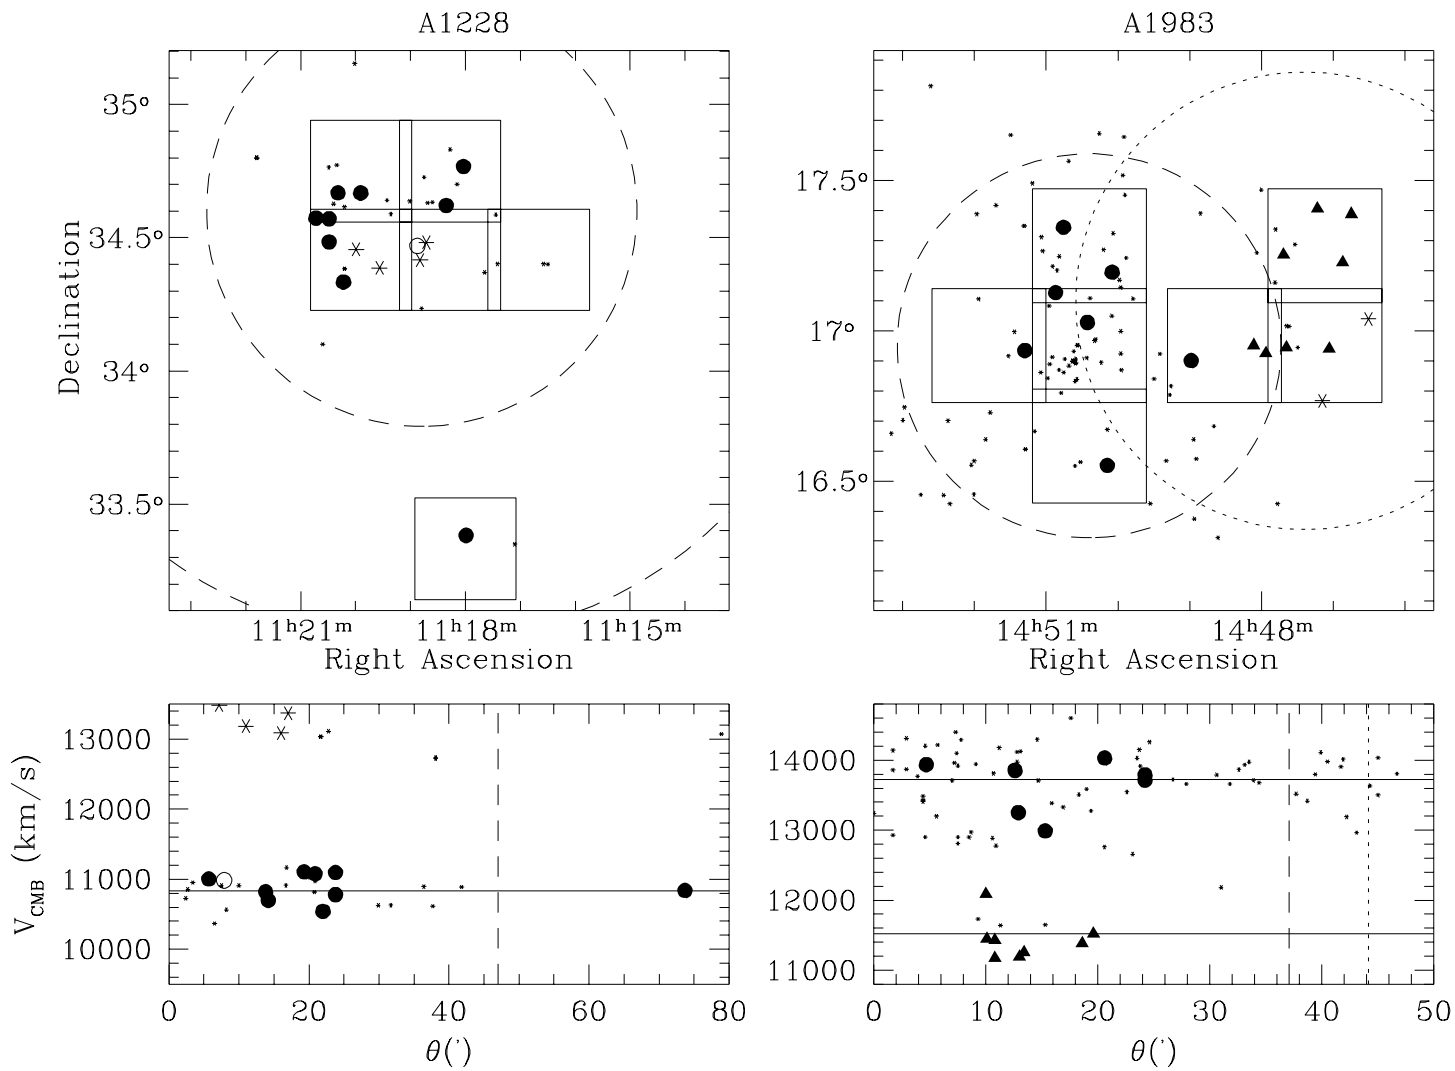 A1228
A1983
35°
34.5°
34°
33.5°
Declination
11ʰ21ᵐ
11ʰ18ᵐ
11ʰ15ᵐ
Right Ascension
17.5°
17°
16.5°
14ʰ51ᵐ
14ʰ48ᵐ
Right Ascension
13000
12000
11000
10000
V_CMB (km/s)
0 20 40 60 80
θ(')
14000
13000
12000
11000
0 10 20 30 40 50
θ(')